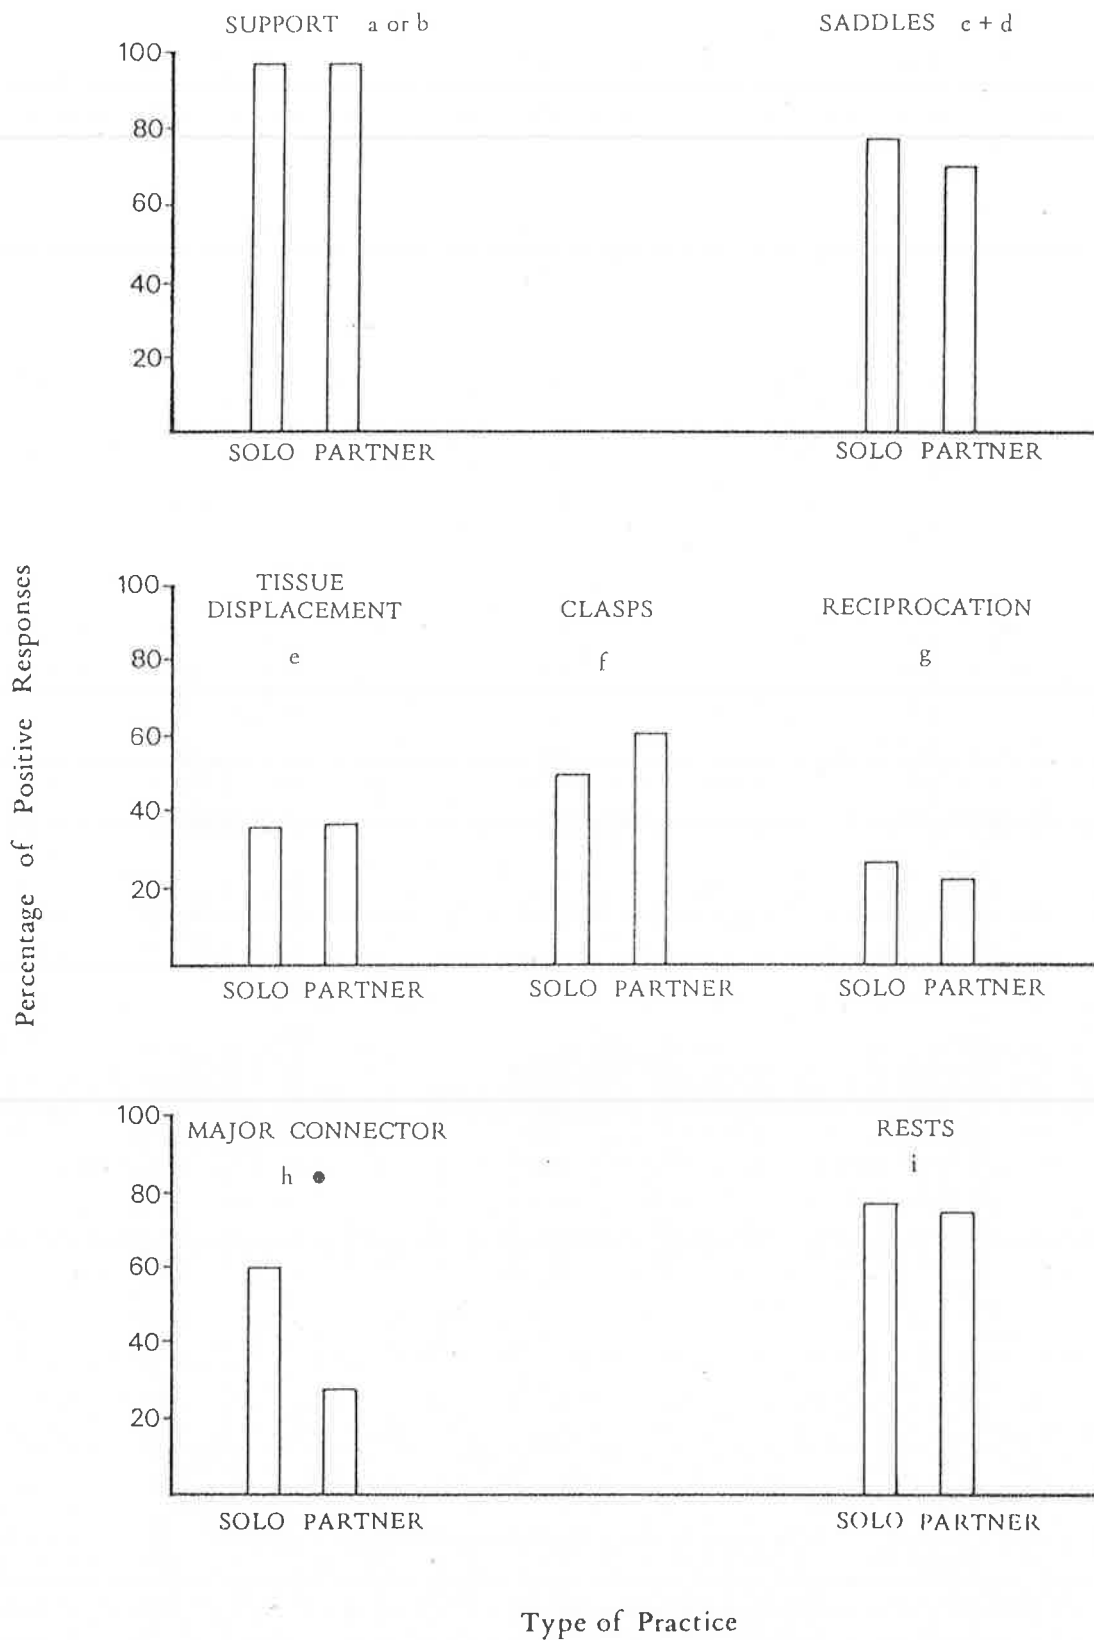 SUPPORT a or b
SADDLES c + d
100
80
60
40
20
SOLO PARTNER
SOLO PARTNER
Percentage of Positive Responses
100
80
60
40
20
TISSUE
DISPLACEMENT
e
CLASPS
f
RECIPROCATION
g
SOLO PARTNER
SOLO PARTNER
SOLO PARTNER
100
80
60
40
20
MAJOR CONNECTOR
h ●
RESTS
i
SOLO PARTNER
SOLO PARTNER
Type of Practice